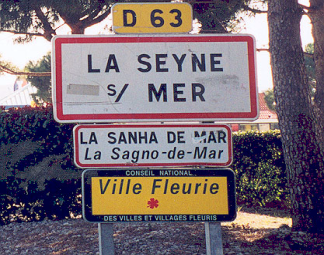 D 63
LA SEYNE
s/ MER
LA SANHA DE MAR
La Sagno-de-Mar
CONSEIL NATIONAL
Ville Fleurie
DES VILLES ET VILLAGES FLEURIS